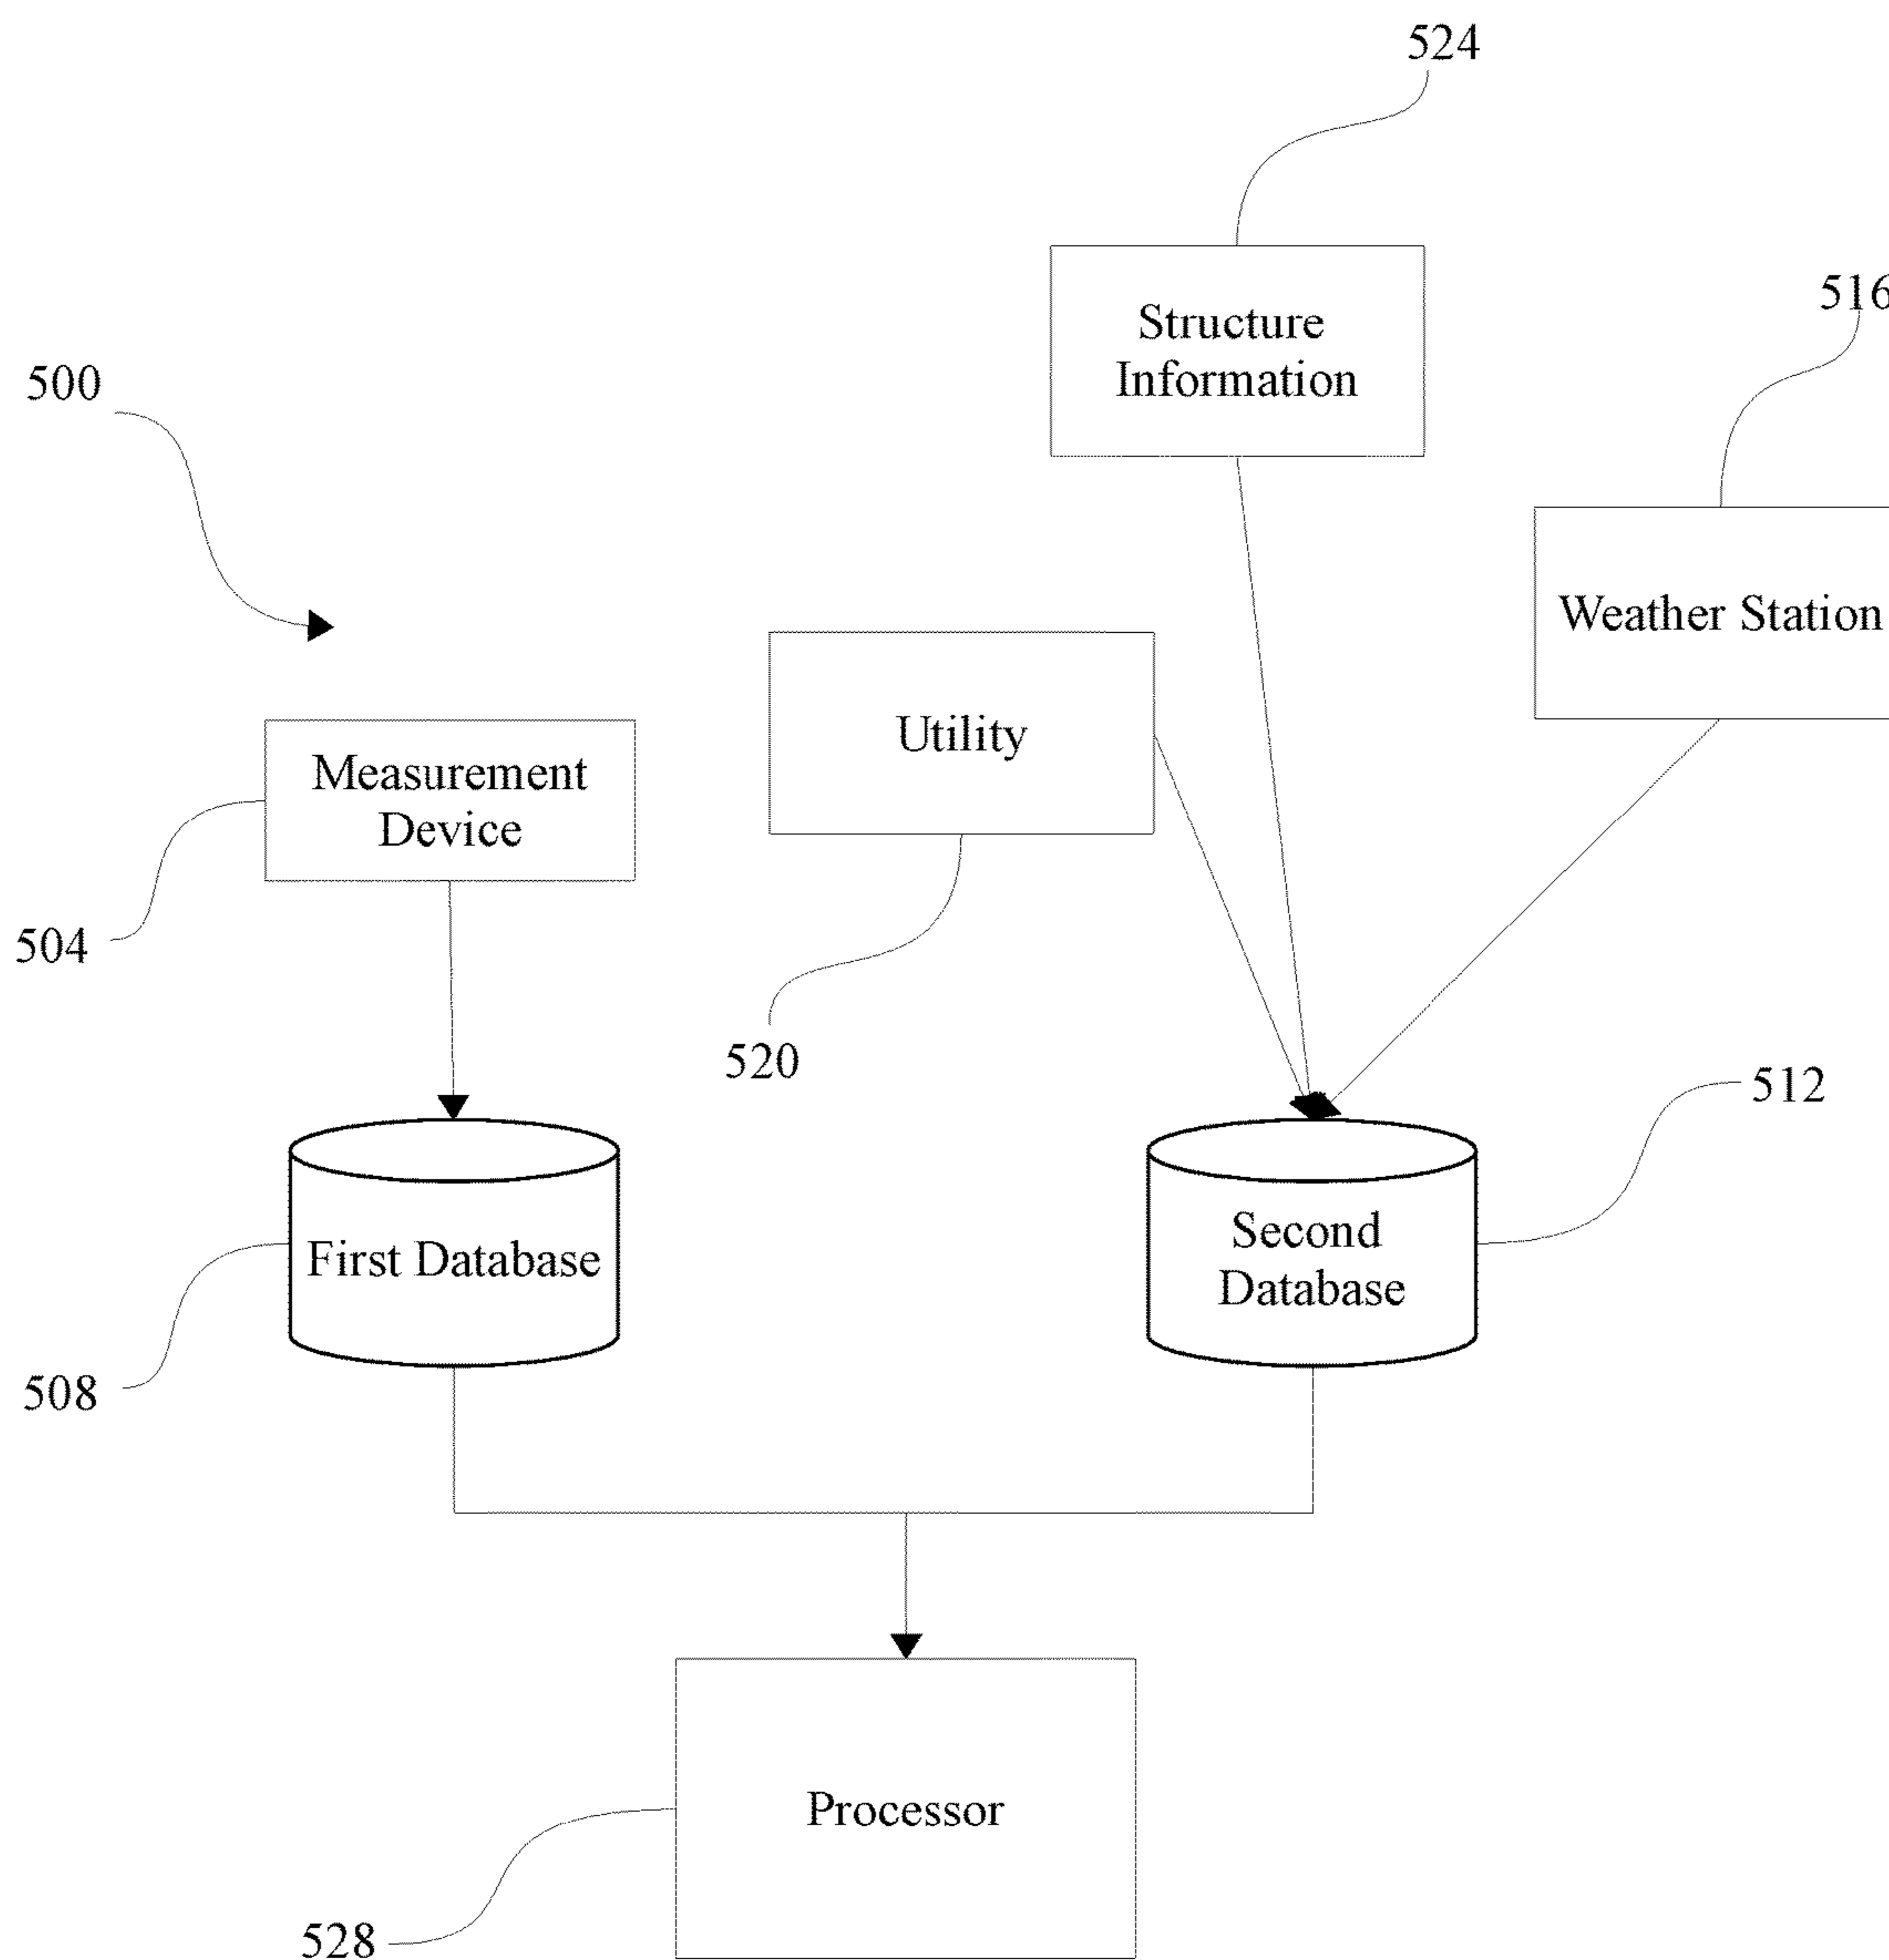 524
Structure
Information
516
500
Weather Station
Utility
Measurement
Device
504
520
512
First Database
Second
Database
508
Processor
528